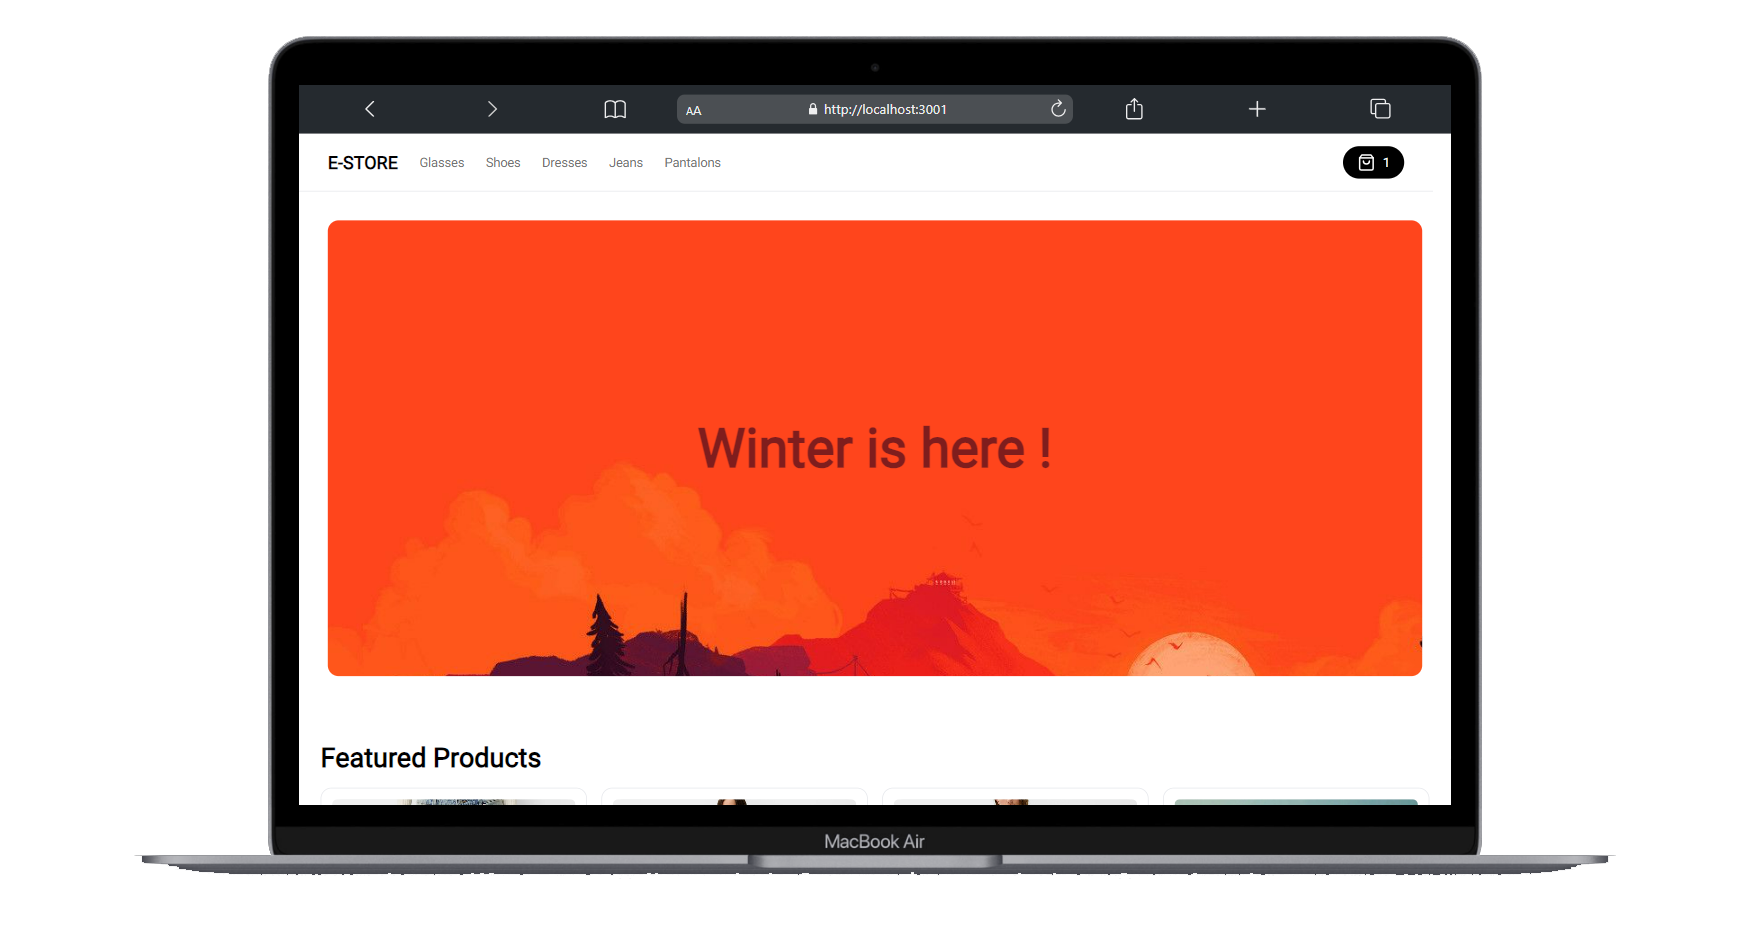 AA http://localhost:3001
E-STORE Glasses Shoes Dresses Jeans Pantalons 1
Winter is here !
Featured Products
MacBook Air